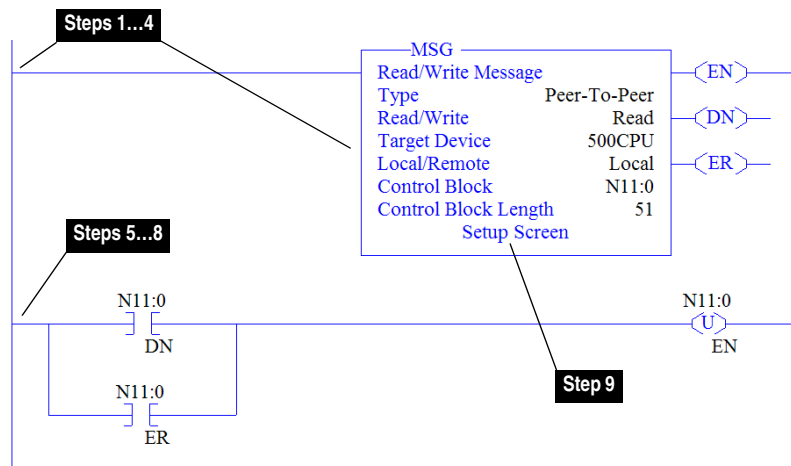 Steps 1…4
MSG
Read/Write Message
Type Peer-To-Peer
Read/Write Read
Target Device 500CPU
Local/Remote Local
Control Block N11:0
Control Block Length 51
Setup Screen
EN
DN
ER
Steps 5…8
N11:0
DN
N11:0
U
EN
N11:0
ER
Step 9